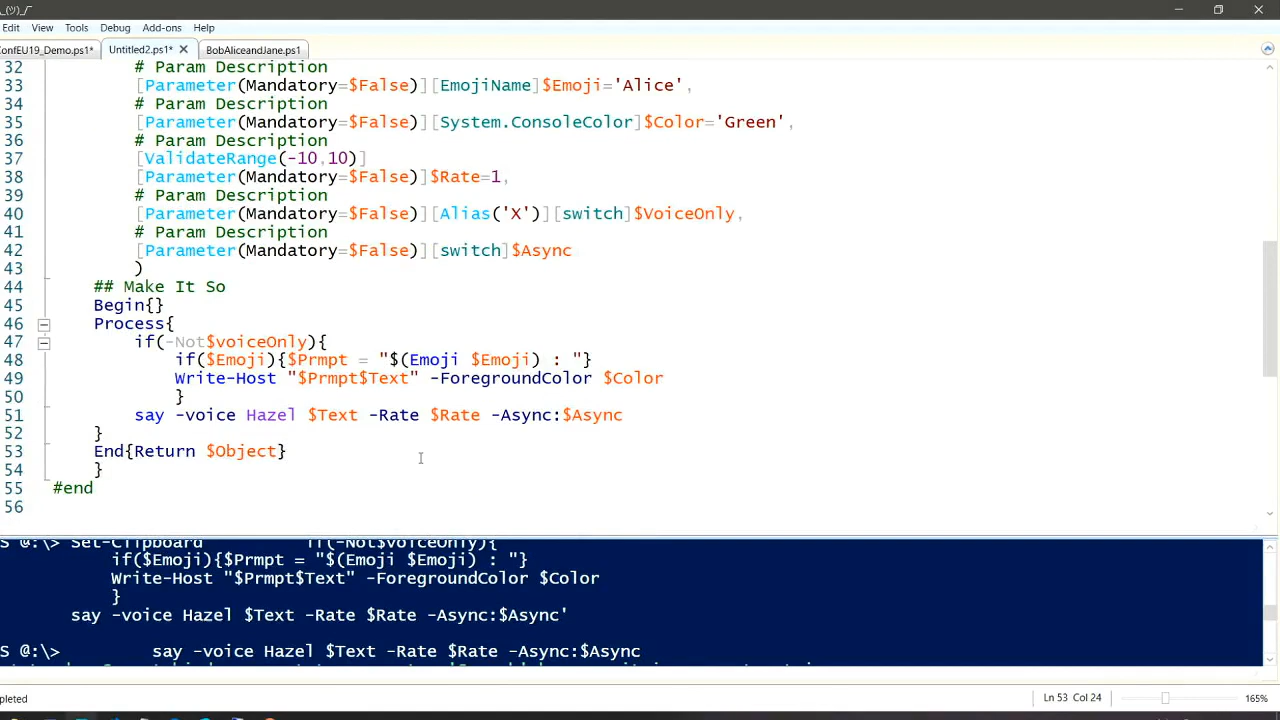 _(ツ)_/¯
Edit View Tools Debug Add-ons Help
onfEU19_Demo.ps1* Untitled2.ps1* BobAliceandJane.ps1
32 # Param Description
33 [Parameter(Mandatory=$False)][EmojiName]$Emoji='Alice',
34 # Param Description
35 [Parameter(Mandatory=$False)][System.ConsoleColor]$Color='Green',
36 # Param Description
37 [ValidateRange(-10,10)]
38 [Parameter(Mandatory=$False)]$Rate=1,
39 # Param Description
40 [Parameter(Mandatory=$False)][Alias('X')][switch]$VoiceOnly,
41 # Param Description
42 [Parameter(Mandatory=$False)][switch]$Async
43 )
44 ## Make It So
45 Begin{}
46 Process{
47 if(-Not$voiceOnly){
48 if($Emoji){$Prmpt = "$(Emoji $Emoji) : "}
49 Write-Host "$Prmpt$Text" -ForegroundColor $Color
50 }
51 say -voice Hazel $Text -Rate $Rate -Async:$Async
52 }
53 End{Return $Object}
54 }
55 #end
56
S @:\> Set-Clipboard if(-Not$voiceOnly){
if($Emoji){$Prmpt = "$(Emoji $Emoji) : "}
Write-Host "$Prmpt$Text" -ForegroundColor $Color
}
say -voice Hazel $Text -Rate $Rate -Async:$Async'
S @:\> say -voice Hazel $Text -Rate $Rate -Async:$Async
pleted Ln 53 Col 24 165%